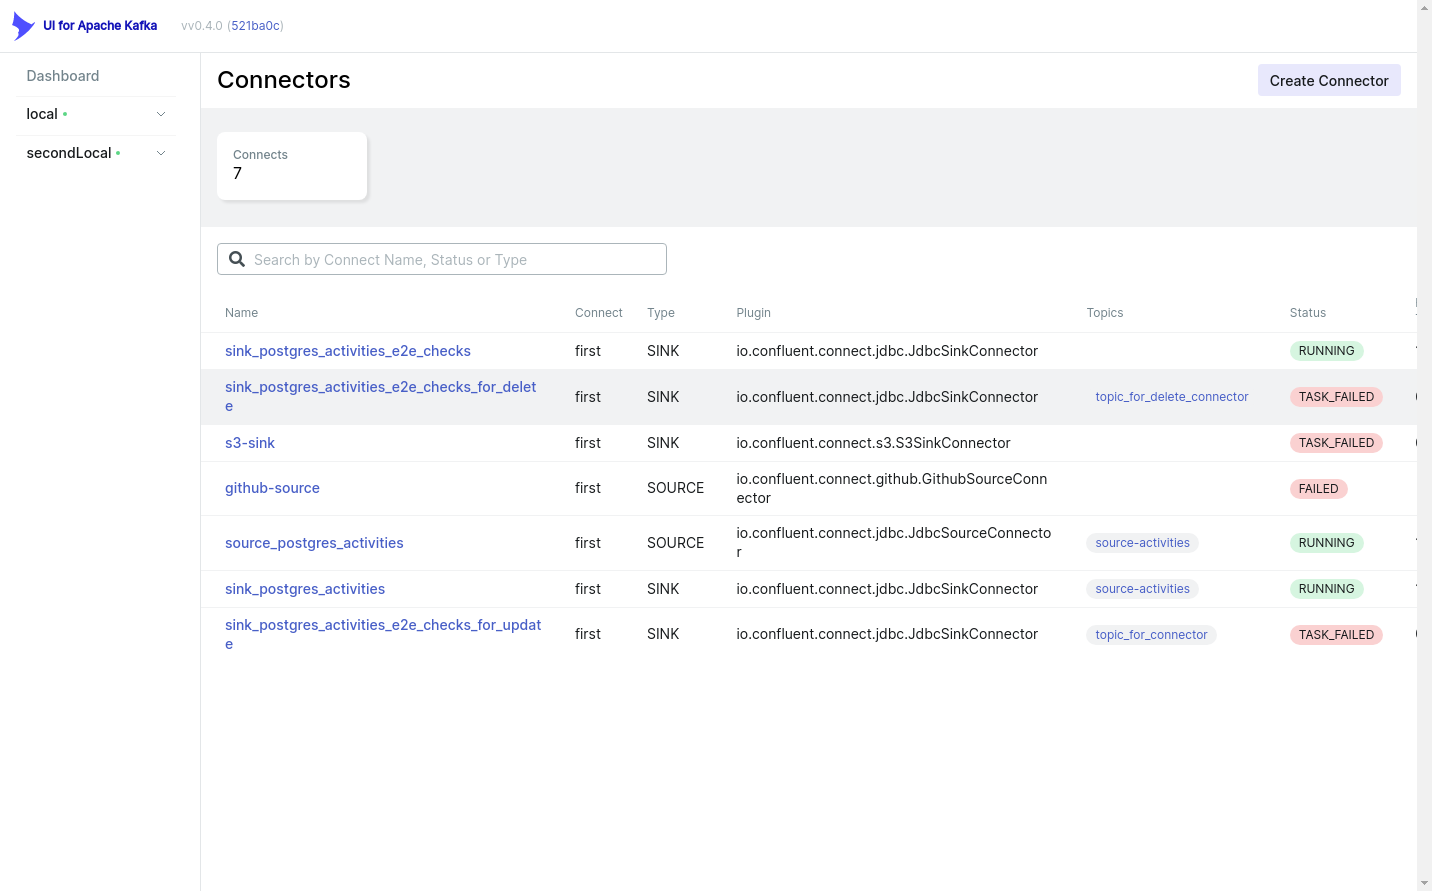 UI for Apache Kafka vv0.4.0 (521ba0c)
Dashboard
local
secondLocal
Connectors
Create Connector
Connects
7
Search by Connect Name, Status or Type
Name Connect Type Plugin Topics Status
sink_postgres_activities_e2e_checks first SINK io.confluent.connect.jdbc.JdbcSinkConnector RUNNING
sink_postgres_activities_e2e_checks_for_delet
e first SINK io.confluent.connect.jdbc.JdbcSinkConnector topic_for_delete_connector TASK_FAILED
s3-sink first SINK io.confluent.connect.s3.S3SinkConnector TASK_FAILED
github-source first SOURCE io.confluent.connect.github.GithubSourceConn
ector FAILED
source_postgres_activities first SOURCE io.confluent.connect.jdbc.JdbcSourceConnecto
r source-activities RUNNING
sink_postgres_activities first SINK io.confluent.connect.jdbc.JdbcSinkConnector source-activities RUNNING
sink_postgres_activities_e2e_checks_for_updat
e first SINK io.confluent.connect.jdbc.JdbcSinkConnector topic_for_connector TASK_FAILED